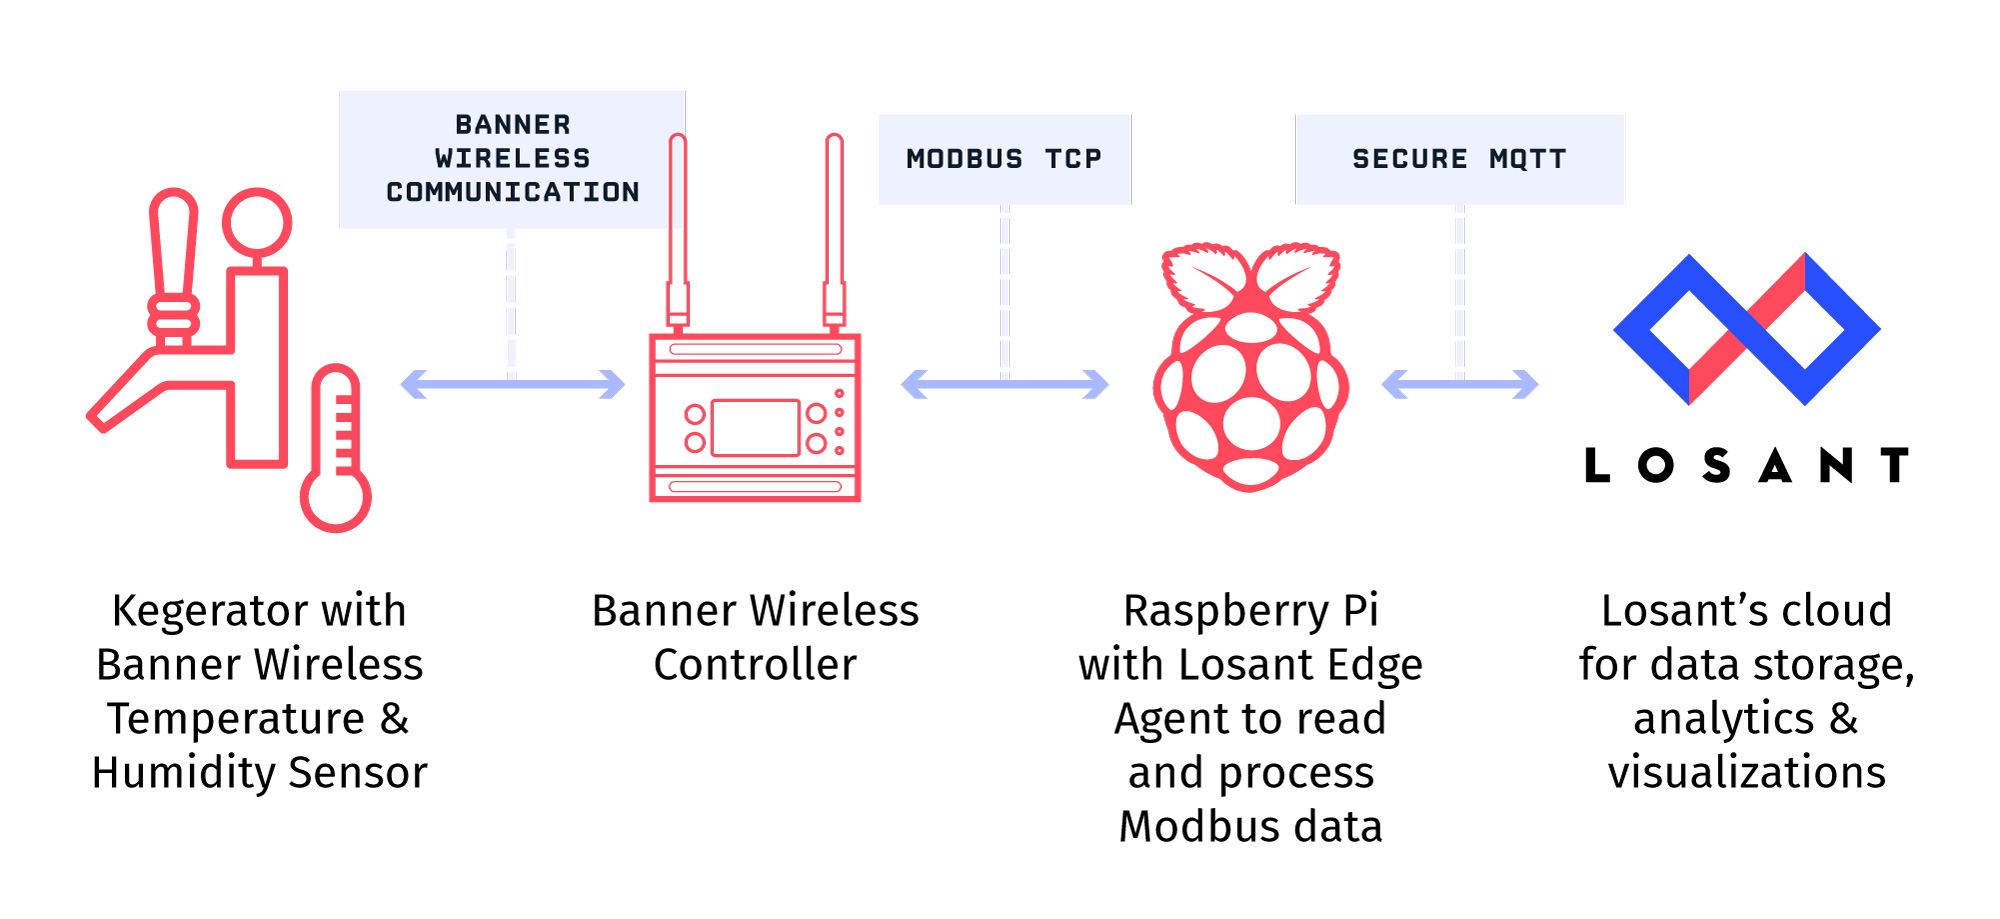 BANNER
WIRELESS
COMMUNICATION
MODBUS TCP
SECURE MQTT
LOSANT
Kegerator with
Banner Wireless
Temperature &
Humidity Sensor
Banner Wireless
Controller
Raspberry Pi
with Losant Edge
Agent to read
and process
Modbus data
Losant’s cloud
for data storage,
analytics &
visualizations